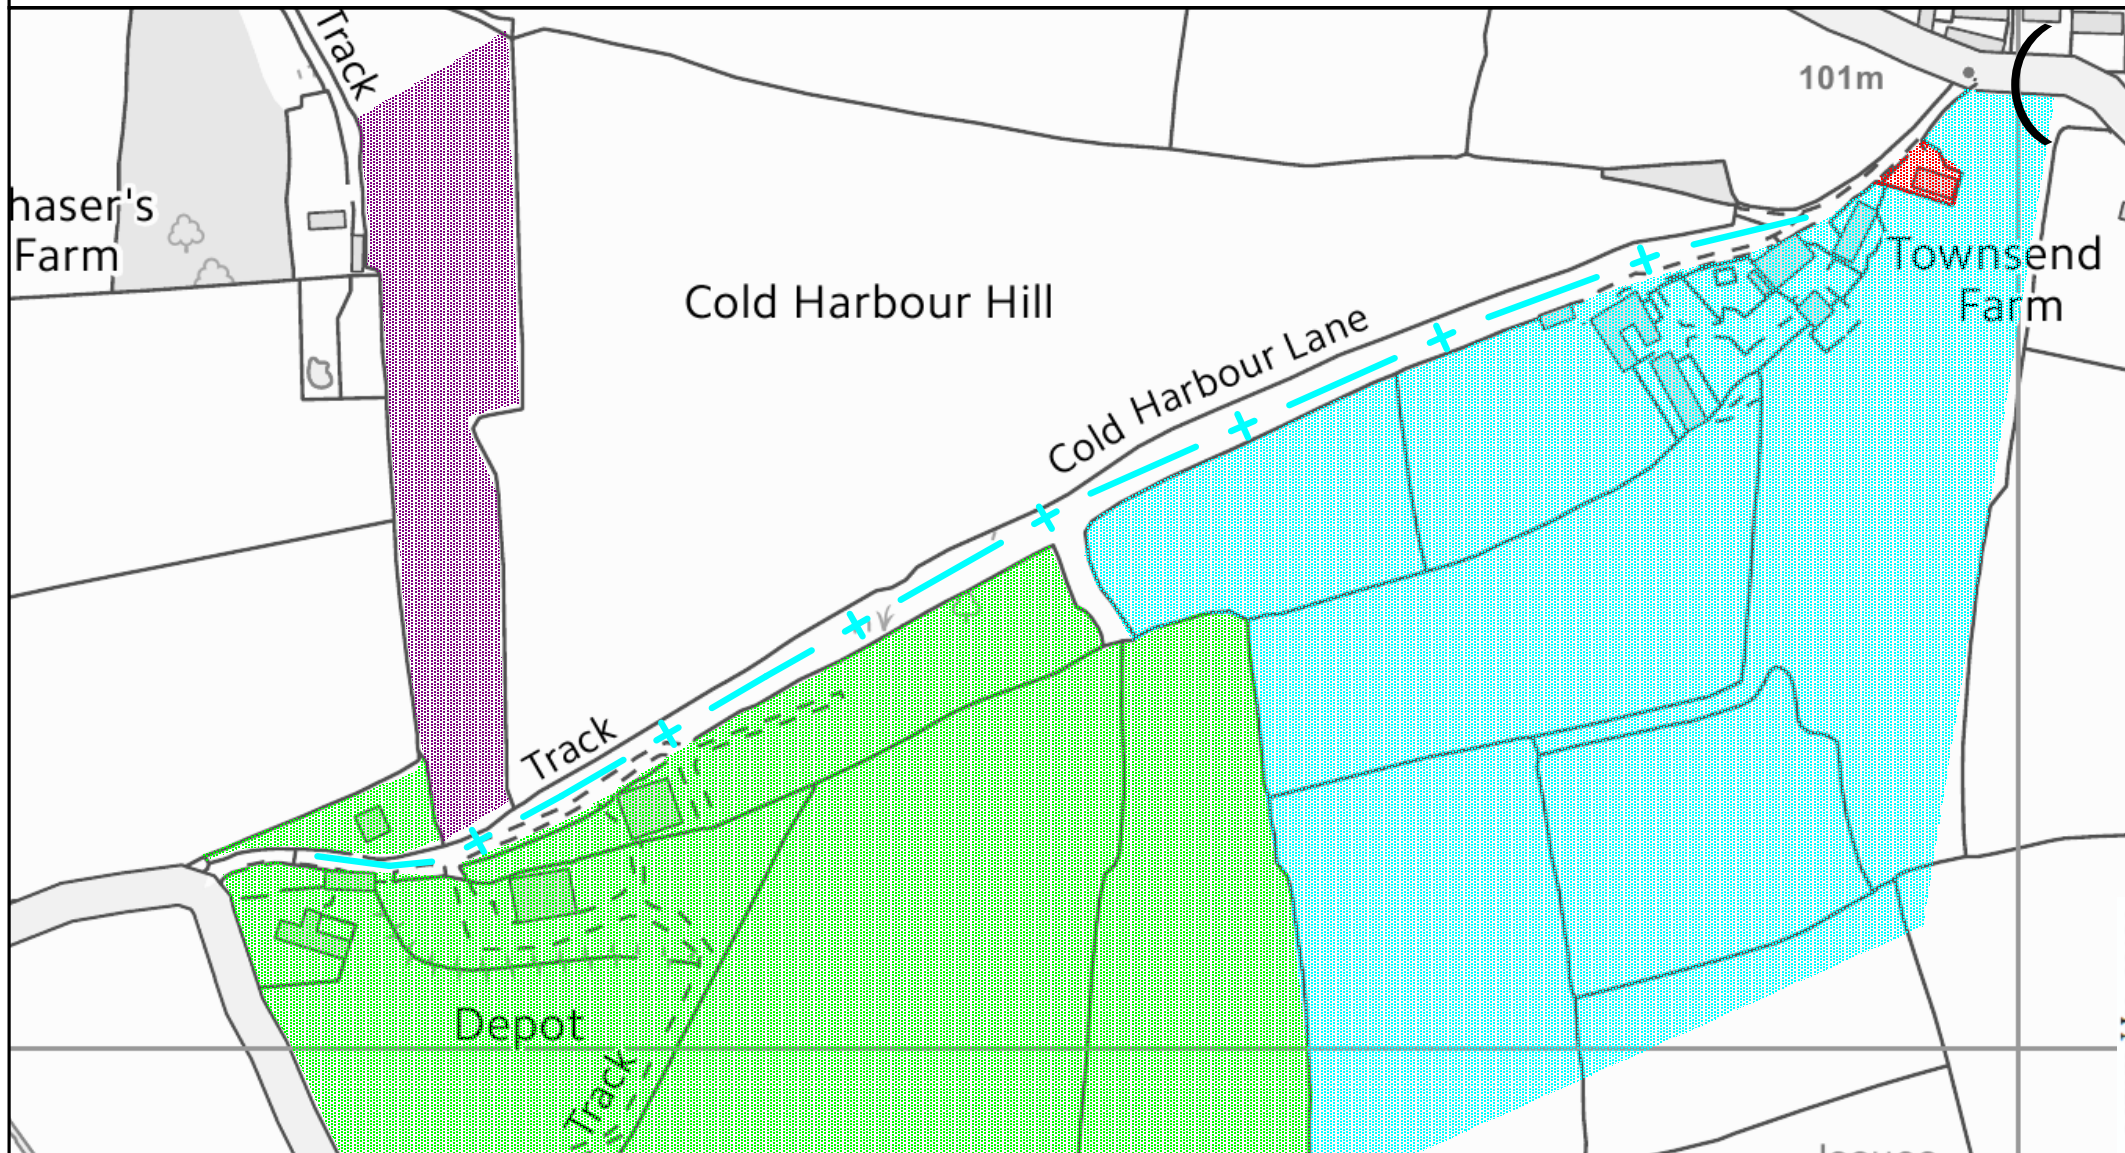 Track
101m
haser's
Farm
Townsend
Farm
Cold Harbour Hill
Cold Harbour Lane
Track
Depot
Track